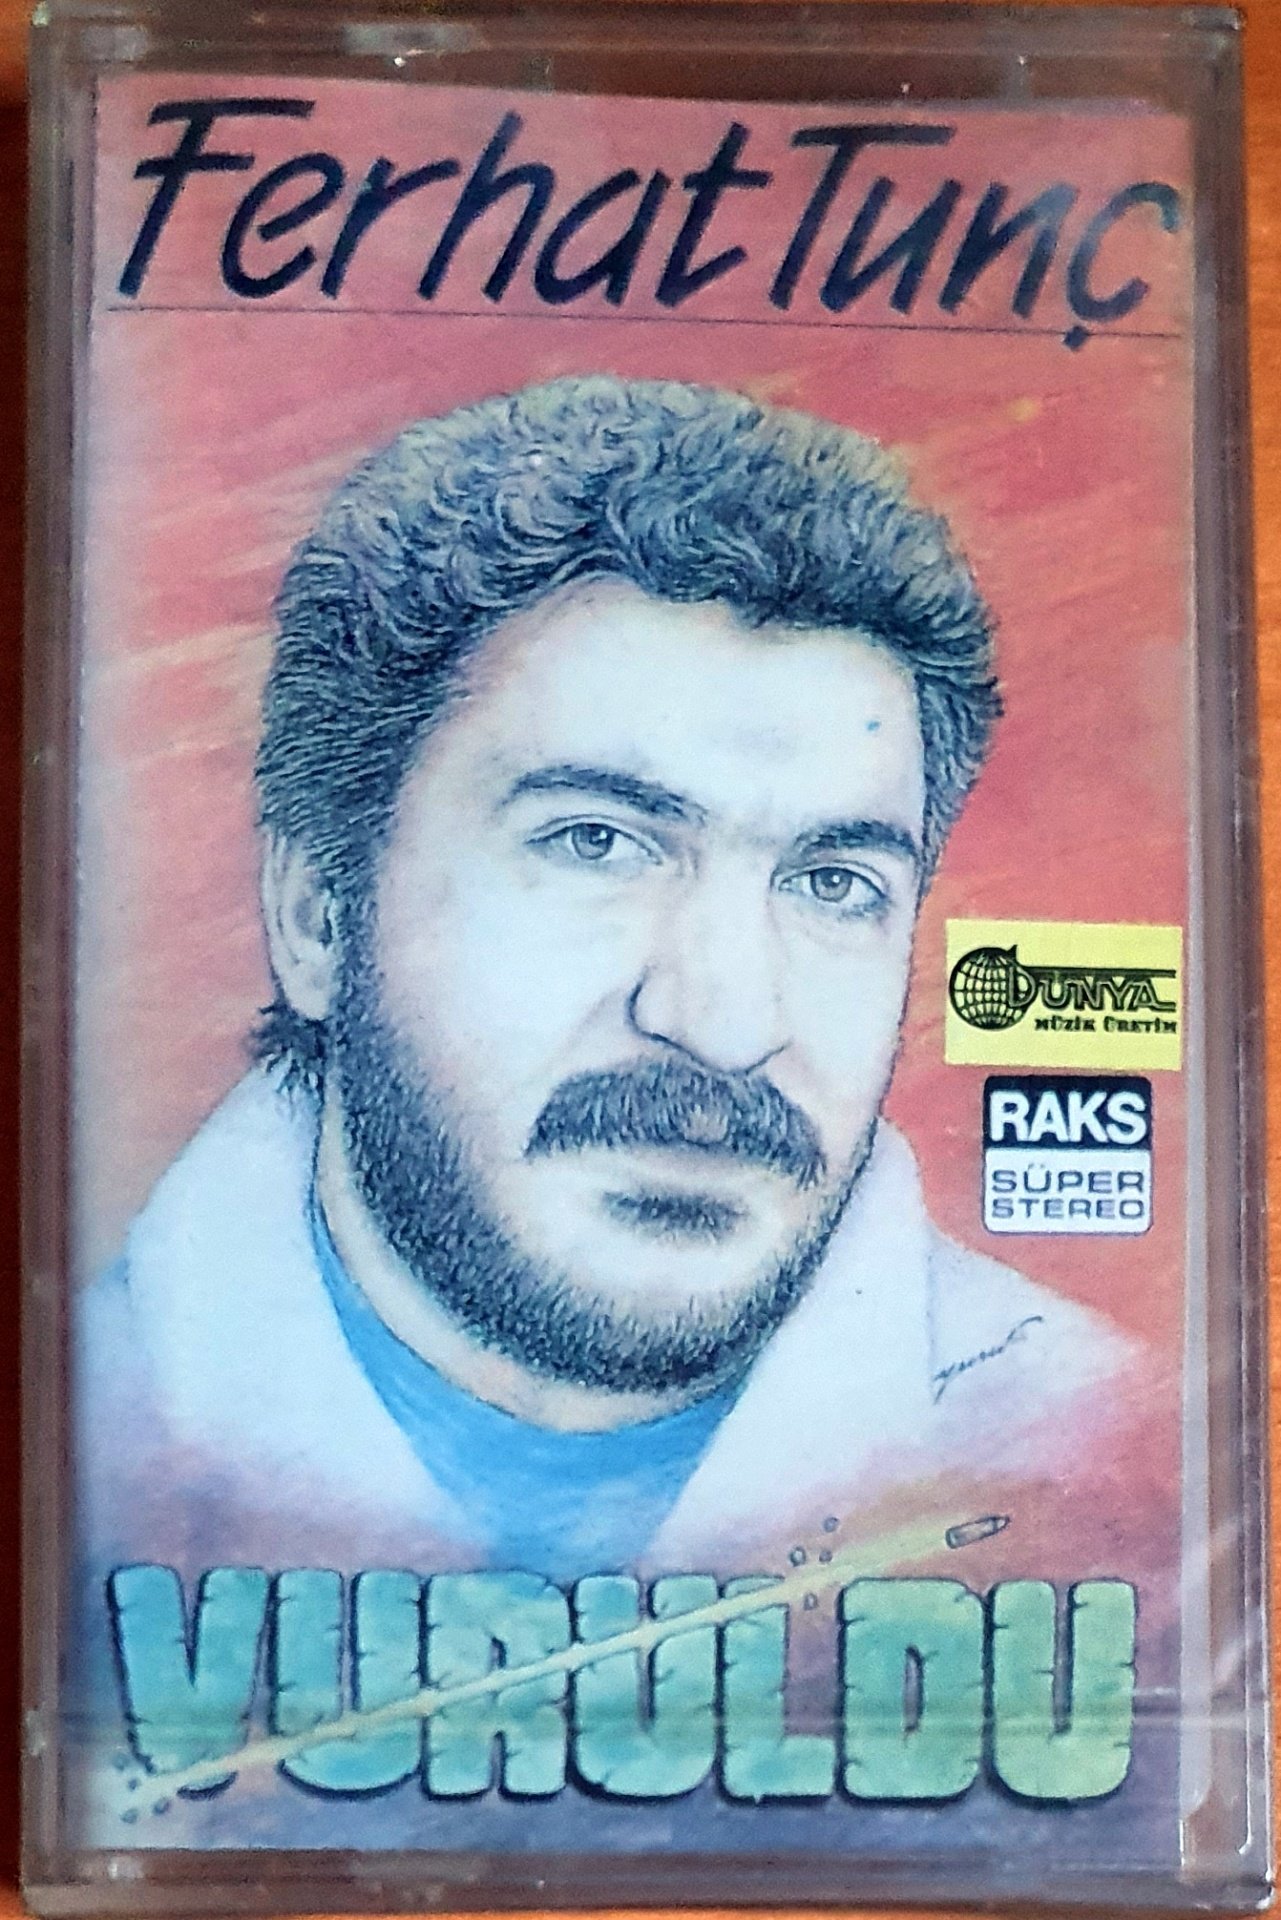 Ferhat Tunç
DÜNYA
MÜZİK ÜRETİM
RAKS
SÜPER
STEREO
VURULDU